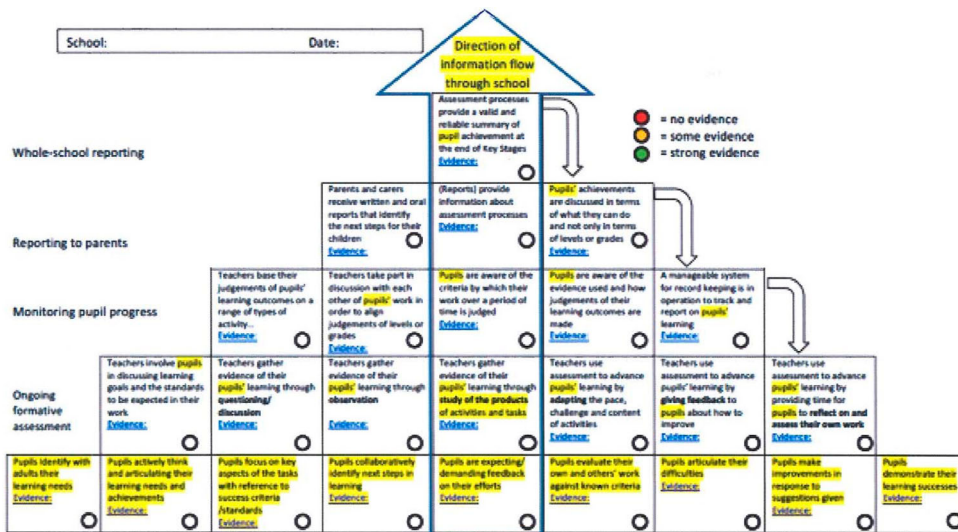 School: Date:
Direction of
information flow
through school
Assessment processes
provide a valid and
reliable summary of
pupil achievement at
the end of Key Stages
Evidence:
= no evidence
= some evidence
= strong evidence
Whole-school reporting
Parents and carers
receive written and oral
reports that identify
the next steps for their
children
Evidence:
(Reports) provide
information about
assessment processes
Evidence:
Pupils' achievements
are discussed in terms
of what they can do
and not only in terms
of levels or grades
Evidence:
Reporting to parents
Teachers base their
judgements of pupils'
learning outcomes on a
range of types of
activity...
Evidence:
Teachers take part in
discussion with each
other of pupils' work in
order to align
judgements of levels or
grades
Evidence:
Pupils are aware of the
criteria by which their
work over a period of
time is judged
Evidence:
Pupils are aware of the
evidence used and how
judgements of their
learning outcomes are
made
Evidence:
A manageable system
for record keeping is in
operation to track and
report on pupils'
learning
Evidence:
Monitoring pupil progress
Teachers involve pupils
in discussing learning
goals and the standards
to be expected in their
work
Evidence:
Teachers gather
evidence of their
pupils' learning through
questioning/
discussion
Evidence:
Teachers gather
evidence of their
pupils' learning through
observation
Evidence:
Teachers gather
evidence of their
pupils' learning through
study of the products
of activities and tasks
Evidence:
Teachers use
assessment to advance
pupils' learning by
adapting the pace,
challenge and content
of activities
Evidence:
Teachers use
assessment to advance
pupils' learning by
giving feedback to
pupils about how to
improve
Evidence:
Teachers use
assessment to advance
pupils' learning by
providing time for
pupils to reflect on and
assess their own work
Evidence:
Ongoing
formative
assessment
Pupils identify with
adults their
learning needs
Evidence:
Pupils actively think
and articulating their
learning needs and
achievements
Evidence:
Pupils focus on key
aspects of the tasks
with reference to
success criteria
/standards
Evidence:
Pupils collaboratively
identify next steps in
learning
Evidence:
Pupils are expecting/
demanding feedback
on their efforts
Evidence:
Pupils evaluate their
own and others' work
against known criteria
Evidence:
Pupils articulate their
difficulties
Evidence:
Pupils make
improvements in
response to
suggestions given
Evidence:
Pupils
demonstrate their
learning successes
Evidence: